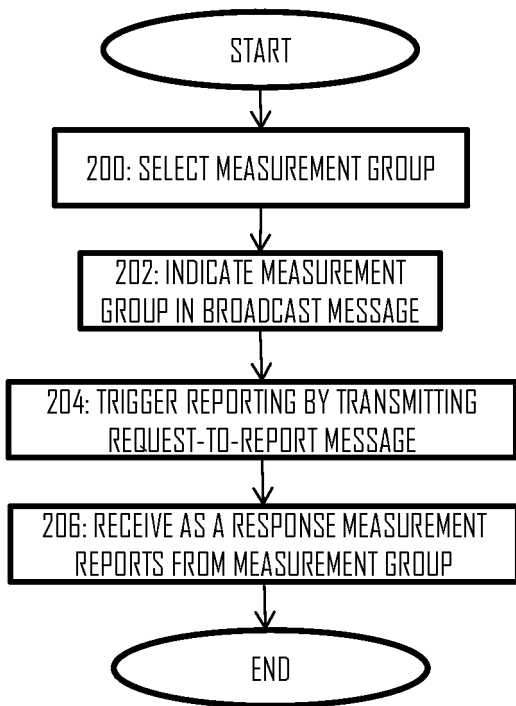 START
200: SELECT MEASUREMENT GROUP
202: INDICATE MEASUREMENT
GROUP IN BROADCAST MESSAGE
204: TRIGGER REPORTING BY TRANSMITTING
REQUEST-TO-REPORT MESSAGE
206: RECEIVE AS A RESPONSE MEASUREMENT
REPORTS FROM MEASUREMENT GROUP
END